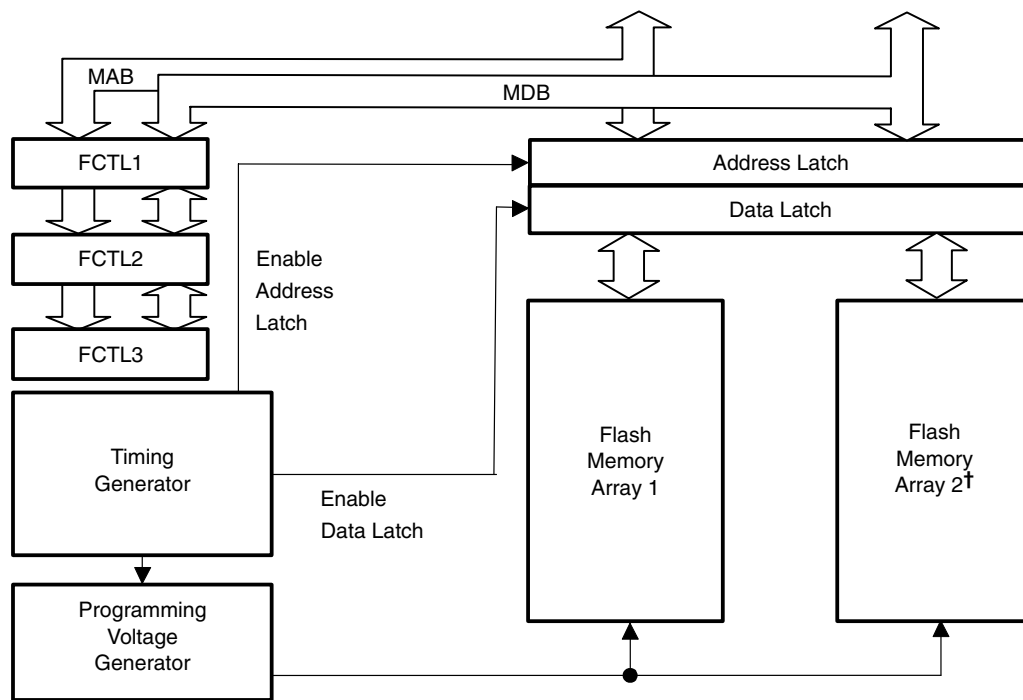 MAB
MDB
FCTL1
FCTL2
FCTL3
Address Latch
Data Latch
Enable
Address
Latch
Timing
Generator
Enable
Data Latch
Flash
Memory
Array 1
Flash
Memory
Array 2†
Programming
Voltage
Generator